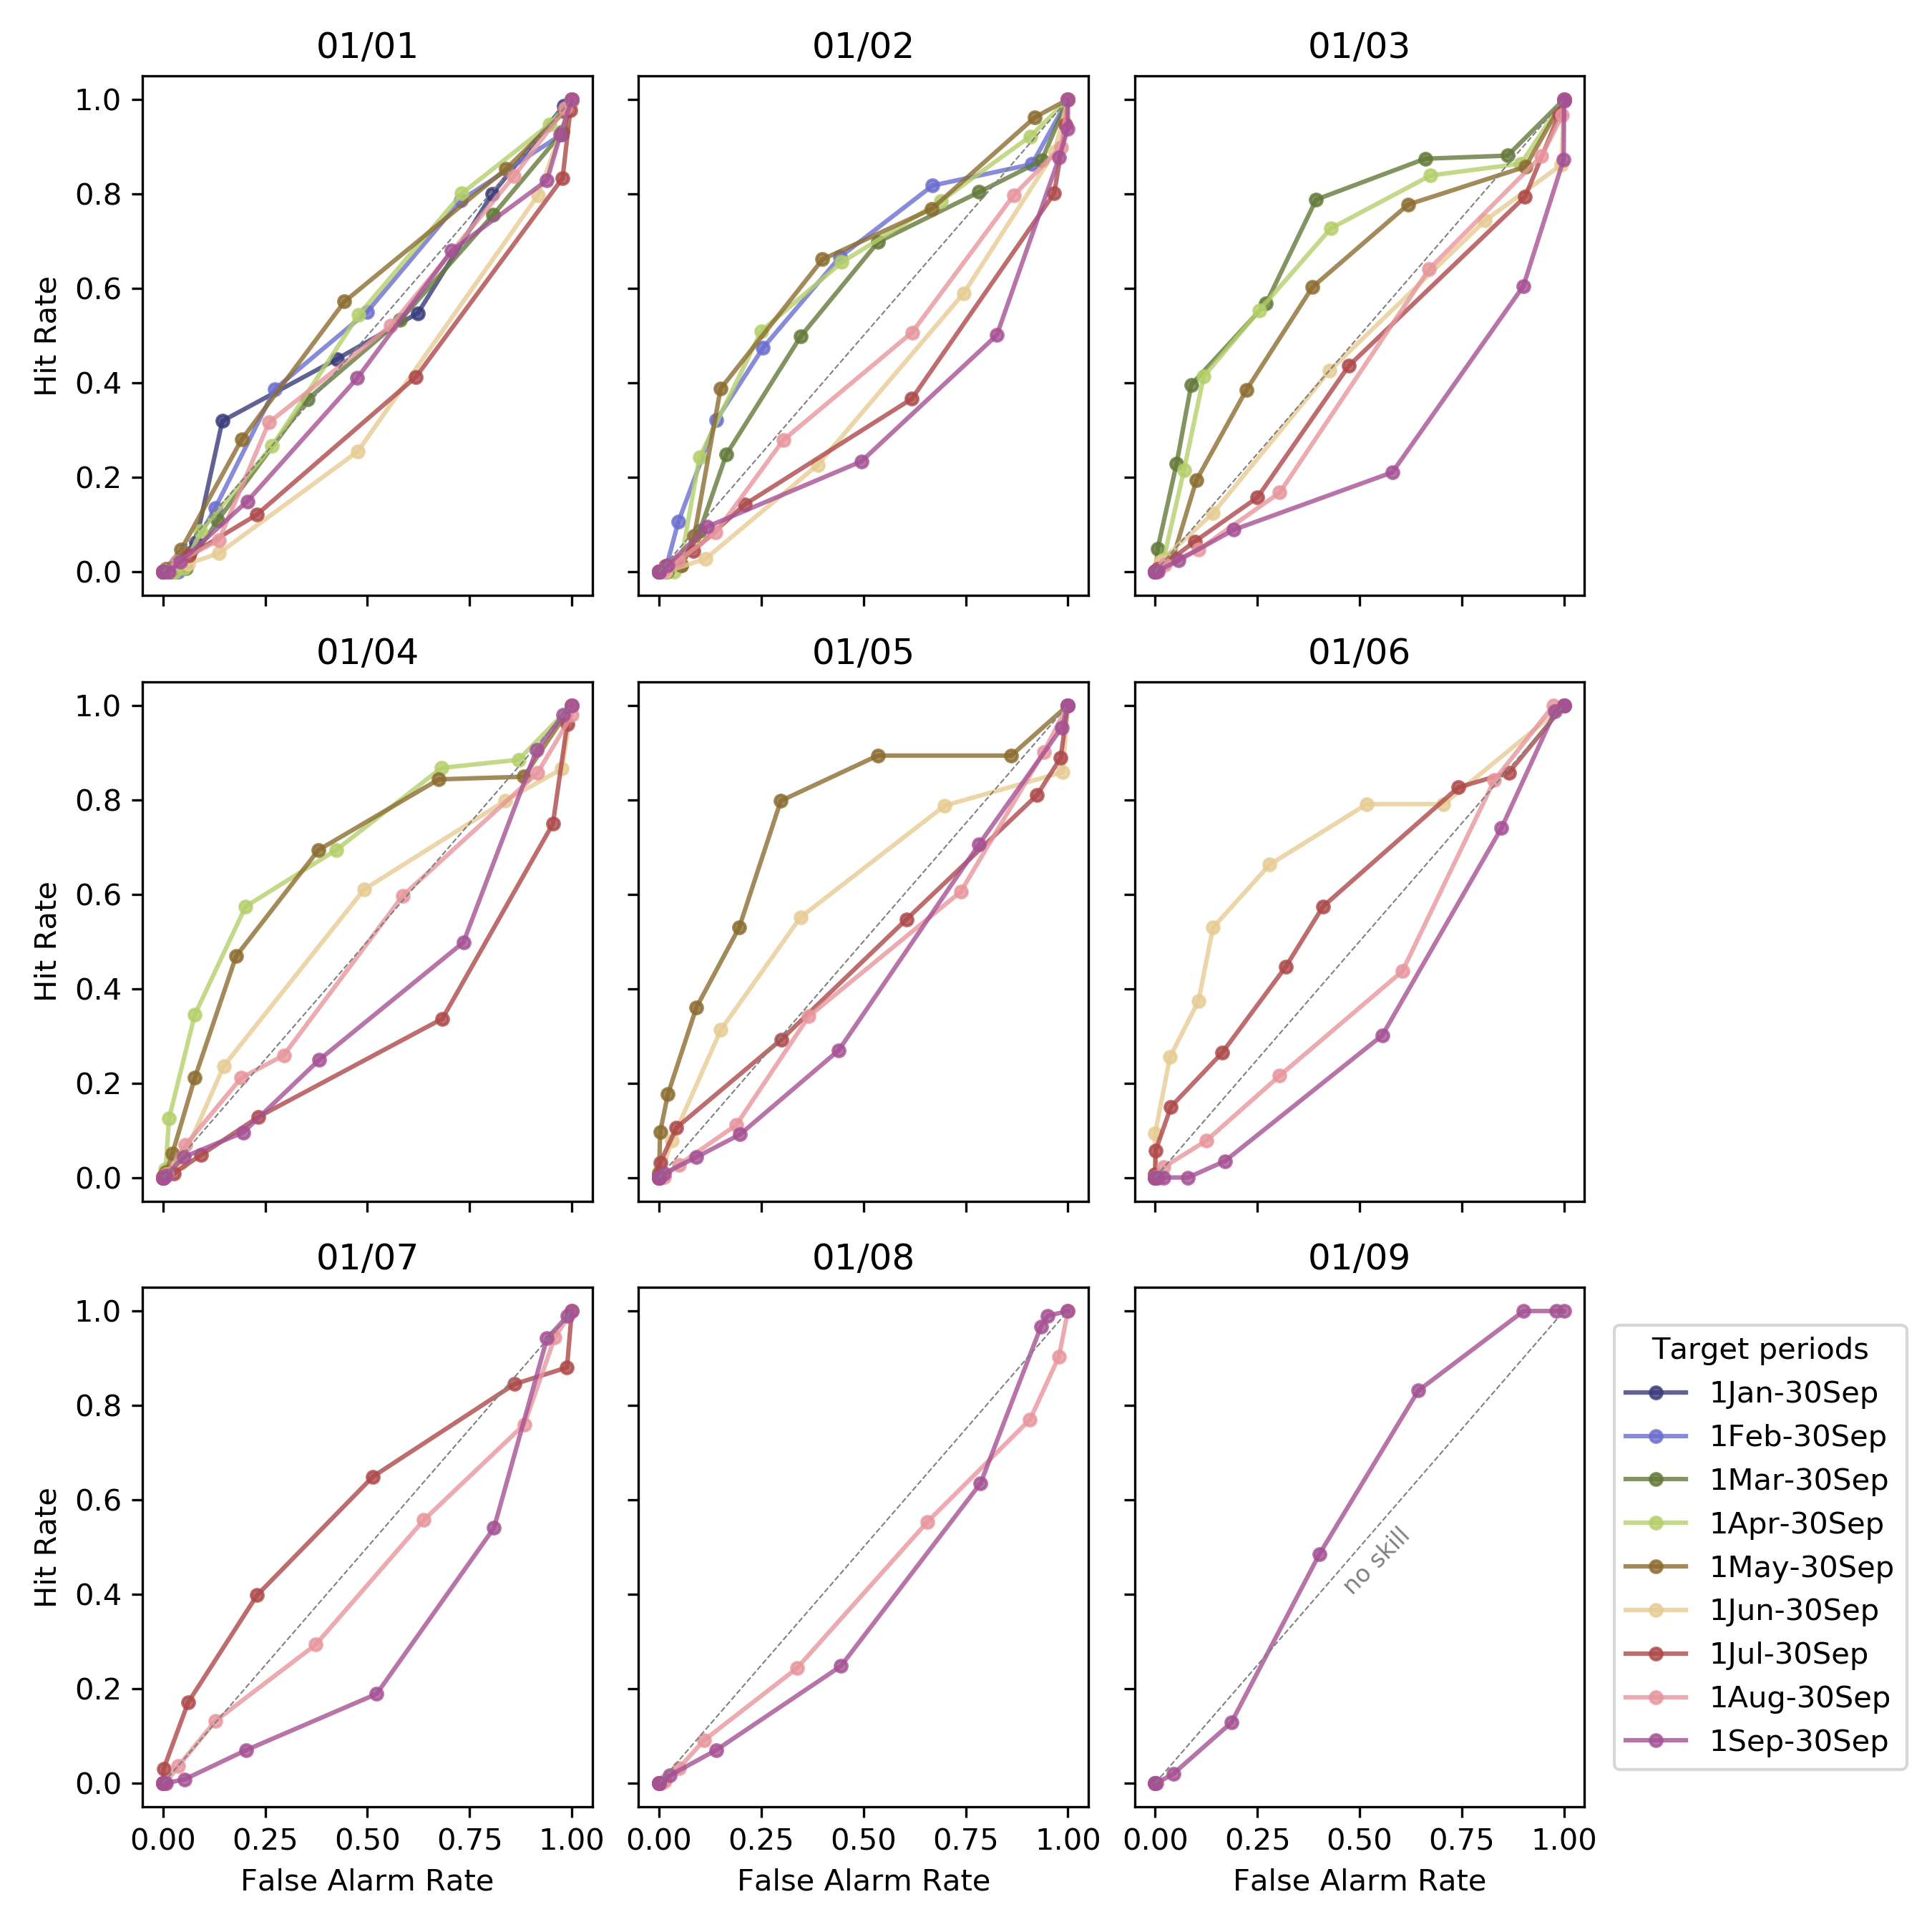 01/01
01/02
01/03
1.0
0.8
0.6
0.4
0.2
0.0
Hit Rate
01/04
01/05
01/06
1.0
0.8
0.6
0.4
0.2
0.0
Hit Rate
01/07
01/08
01/09
1.0
0.8
0.6
0.4
0.2
0.0
Hit Rate
no skill
0.00 0.25 0.50 0.75 1.00
0.00 0.25 0.50 0.75 1.00
0.00 0.25 0.50 0.75 1.00
False Alarm Rate
False Alarm Rate
False Alarm Rate
Target periods
1Jan-30Sep
1Feb-30Sep
1Mar-30Sep
1Apr-30Sep
1May-30Sep
1Jun-30Sep
1Jul-30Sep
1Aug-30Sep
1Sep-30Sep